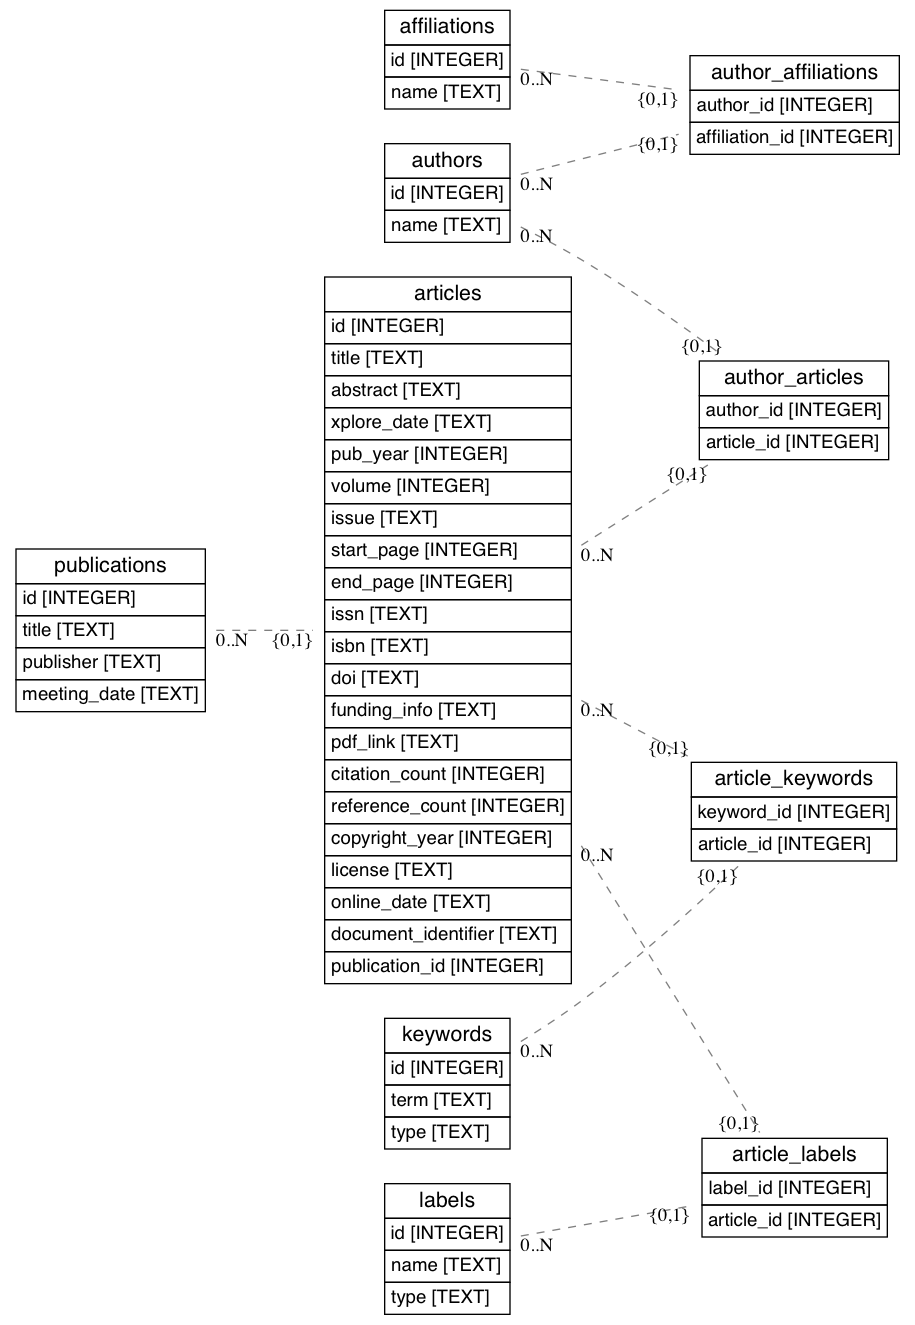 affiliations
id [INTEGER]
name [TEXT]
0..N
{0,1}
author_affiliations
author_id [INTEGER]
affiliation_id [INTEGER]
authors
id [INTEGER]
name [TEXT]
0..N
{0,1}
0..N
{0,1}
author_articles
author_id [INTEGER]
article_id [INTEGER]
{0,1}
0..N
articles
id [INTEGER]
title [TEXT]
abstract [TEXT]
xplore_date [TEXT]
pub_year [INTEGER]
volume [INTEGER]
issue [TEXT]
start_page [INTEGER]
end_page [INTEGER]
issn [TEXT]
isbn [TEXT]
doi [TEXT]
funding_info [TEXT]
pdf_link [TEXT]
citation_count [INTEGER]
reference_count [INTEGER]
copyright_year [INTEGER]
license [TEXT]
online_date [TEXT]
document_identifier [TEXT]
publication_id [INTEGER]
publications
id [INTEGER]
title [TEXT]
publisher [TEXT]
meeting_date [TEXT]
0..N
{0,1}
0..N
{0,1}
article_keywords
keyword_id [INTEGER]
article_id [INTEGER]
{0,1}
0..N
0..N
{0,1}
keywords
id [INTEGER]
term [TEXT]
type [TEXT]
article_labels
label_id [INTEGER]
article_id [INTEGER]
labels
id [INTEGER]
name [TEXT]
type [TEXT]
0..N
{0,1}